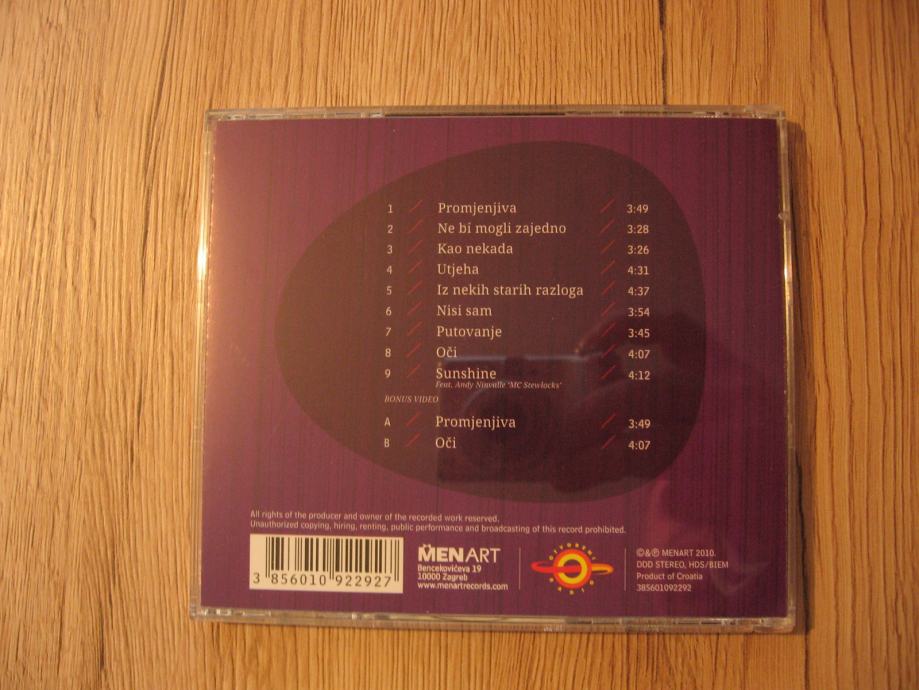 1 / Promjenjiva / 3:49
2 / Ne bi mogli zajedno / 3:28
3 / Kao nekada / 3:26
4 / Utjeha / 4:31
5 / Iz nekih starih razloga / 4:37
6 / Nisi sam / 3:54
7 / Putovanje / 3:45
8 / Oči / 4:07
9 / Sunshine / 4:12
Feat. Andy Ninvalle 'MC Stewlocks'
BONUS VIDEO
A / Promjenjiva / 3:49
B / Oči / 4:07
All rights of the producer and owner of the recorded work reserved.
Unauthorized copying, hiring, renting, public performance and broadcasting of this record prohibited.
3 856010 922927
MENART
Bencekovićeva 19
10000 Zagreb
www.menartrecords.com
OTVORENI
RADIO
©&℗ MENART 2010.
DDD STEREO, HDS/BIEM
Product of Croatia
385601092292